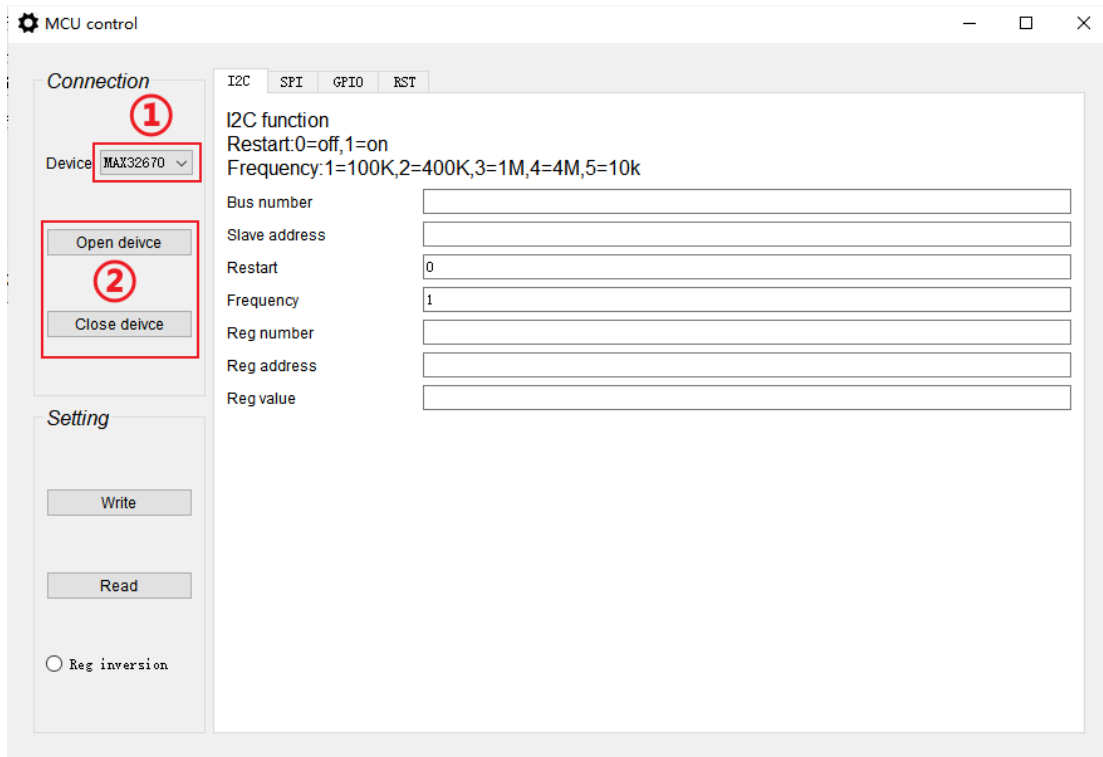 MCU control
Connection
①
Device MAX32670
Open deivce
②
Close deivce
Setting
Write
Read
Reg inversion
I2C SPI GPIO RST
I2C function
Restart:0=off,1=on
Frequency:1=100K,2=400K,3=1M,4=4M,5=10k
Bus number
Slave address
Restart 0
Frequency 1
Reg number
Reg address
Reg value